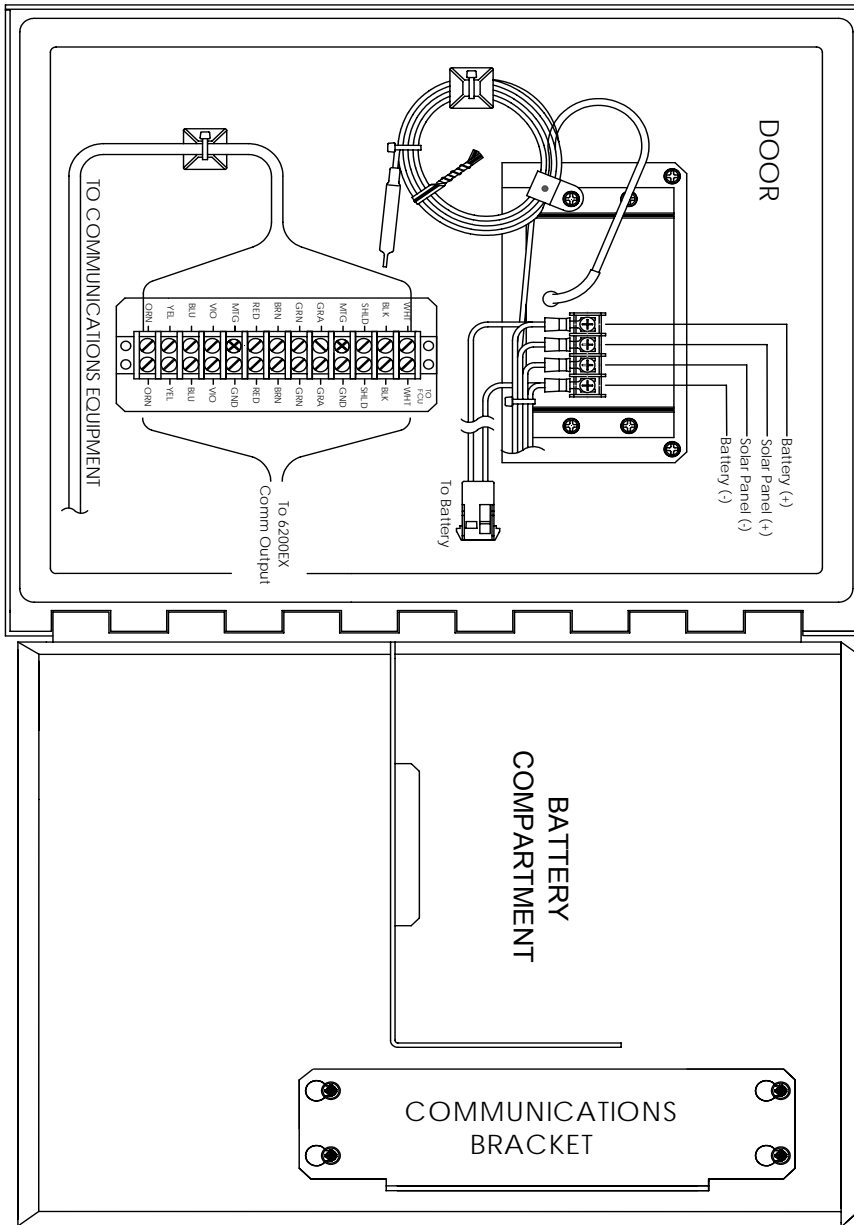 DOOR
Battery (+)
Solar Panel (+)
Solar Panel (-)
Battery (-)
To Battery
TO COMMUNICATIONS EQUIPMENT
WHT
BLK
SHLD
MTG
GRA
GRN
BRN
RED
MTG
VIO
BLU
YEL
ORN
TO
FCU
WHT
BLK
SHLD
GND
GRA
GRN
BRN
RED
GND
VIO
BLU
YEL
ORN
To 6200EX
Comm Output
BATTERY
COMPARTMENT
COMMUNICATIONS
BRACKET